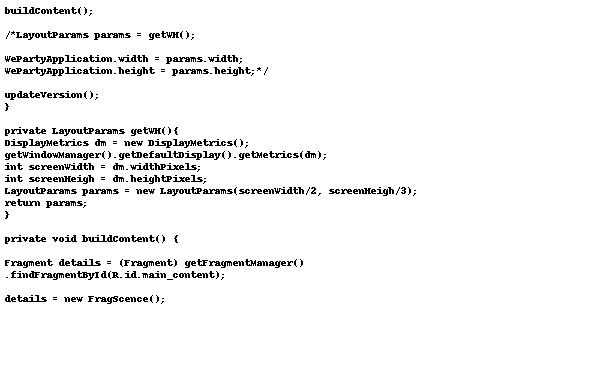 buildContent();
/*LayoutParams params = getWH();
WePartyApplication.width = params.width;
WePartyApplication.height = params.height;*/
updateVersion();
}
private LayoutParams getWH(){
DisplayMetrics dm = new DisplayMetrics();
getWindowManager().getDefaultDisplay().getMetrics(dm);
int screenWidth = dm.widthPixels;
int screenHeigh = dm.heightPixels;
LayoutParams params = new LayoutParams(screenWidth/2, screenHeigh/3);
return params;
}
private void buildContent() {
Fragment details = (Fragment) getFragmentManager()
.findFragmentById(R.id.main_content);
details = new FragScence();